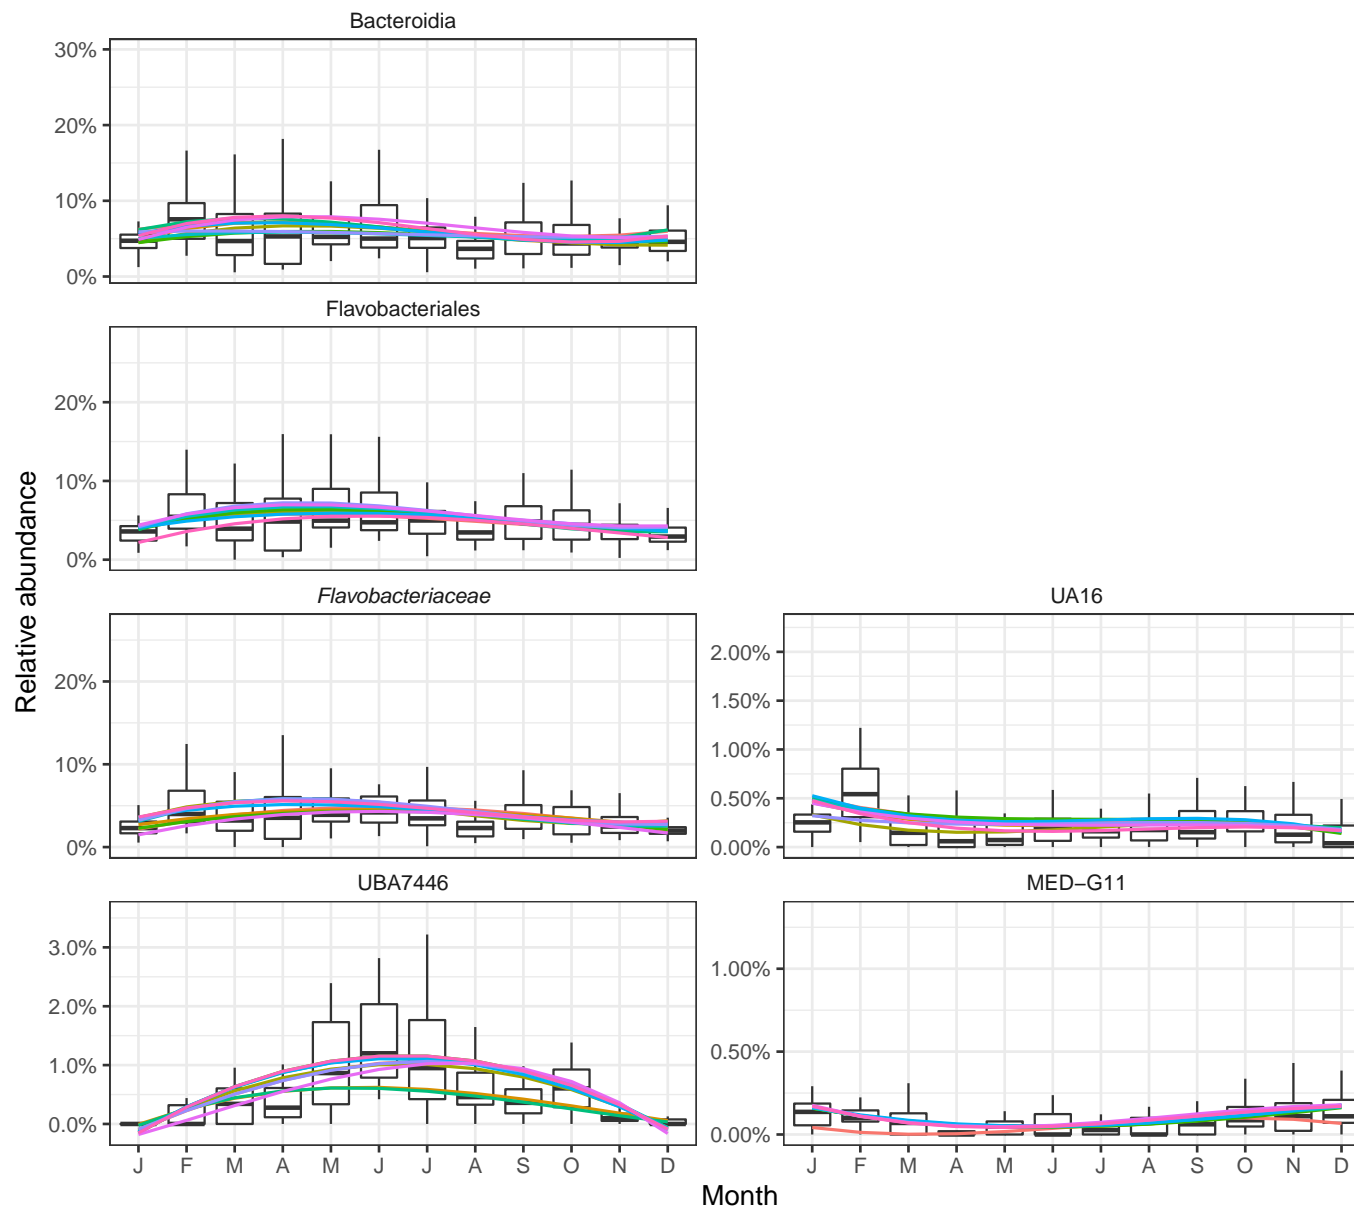 Bacteroidia
30%
20%
10%
0%
Flavobacteriales
20%
10%
0%
Relative abundance
Flavobacteriaceae
20%
10%
0%
UA16
2.00%
1.50%
1.00%
0.50%
0.00%
UBA7446
3.0%
2.0%
1.0%
0.0%
J F M A M J J A S O N D
MED−G11
1.00%
0.50%
0.00%
J F M A M J J A S O N D
Month